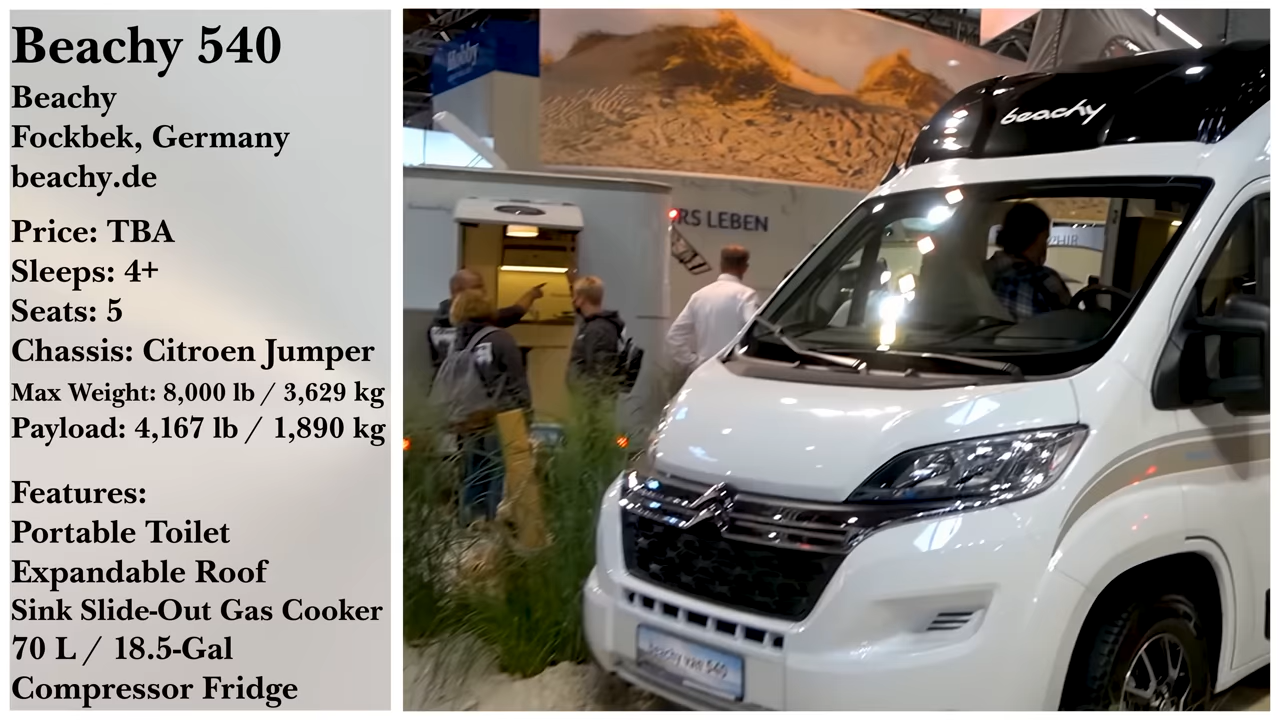 Beachy 540
Beachy
Fockbek, Germany
beachy.de
Price: TBA
Sleeps: 4+
Seats: 5
Chassis: Citroen Jumper
Max Weight: 8,000 lb / 3,629 kg
Payload: 4,167 lb / 1,890 kg
Features:
Portable Toilet
Expandable Roof
Sink Slide-Out Gas Cooker
70 L / 18.5-Gal
Compressor Fridge
Hobby
beachy
RS LEBEN
beachy van 540